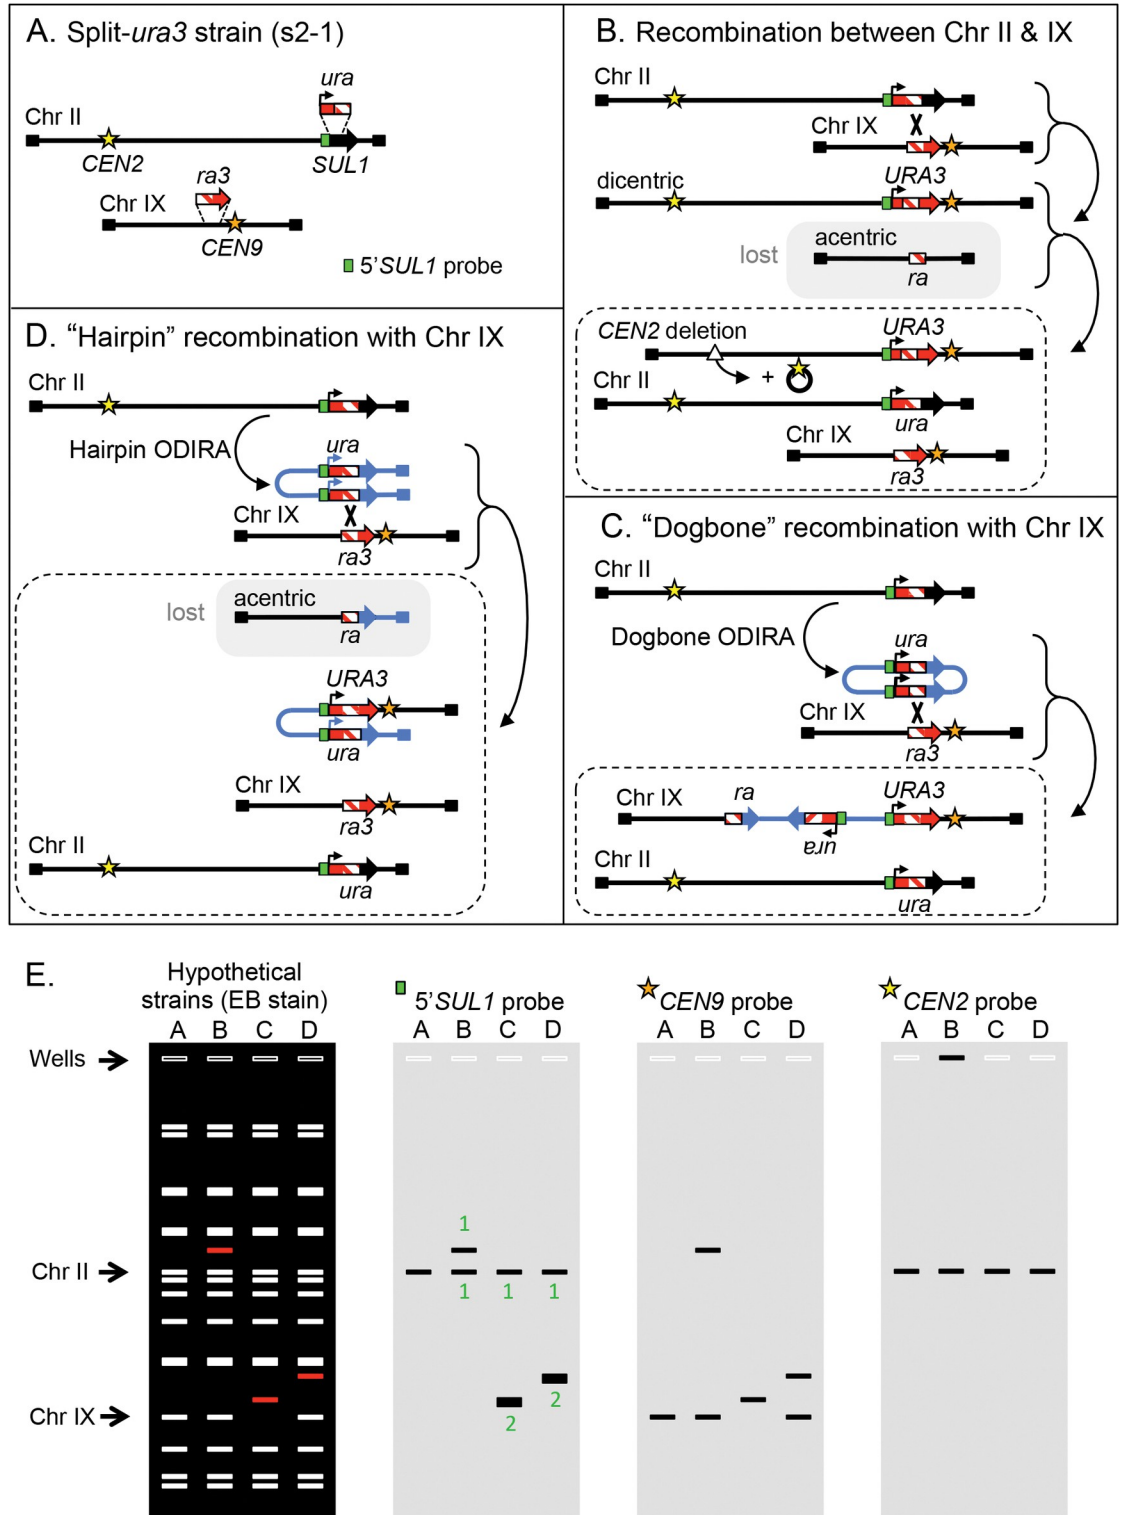 A. Split-ura3 strain (s2-1)
ura
Chr II
CEN2
SUL1
ra3
Chr IX
CEN9
5'SUL1 probe
B. Recombination between Chr II & IX
Chr II
Chr IX
URA3
dicentric
acentric
lost
ra
CEN2 deletion
URA3
+
Chr II
ura
Chr IX
ra3
D. “Hairpin” recombination with Chr IX
Chr II
Hairpin ODIRA
ura
Chr IX
ra3
acentric
lost
ra
URA3
ura
Chr IX
ra3
Chr II
ura
C. “Dogbone” recombination with Chr IX
Chr II
Dogbone ODIRA
ura
Chr IX
ra3
Chr IX
ra
URA3
ura
Chr II
ura
E.
Hypothetical
strains (EB stain)
A B C D
Wells
Chr II
Chr IX
5'SUL1 probe
A B C D
1
1 1 1
2
2
CEN9 probe
A B C D
CEN2 probe
A B C D